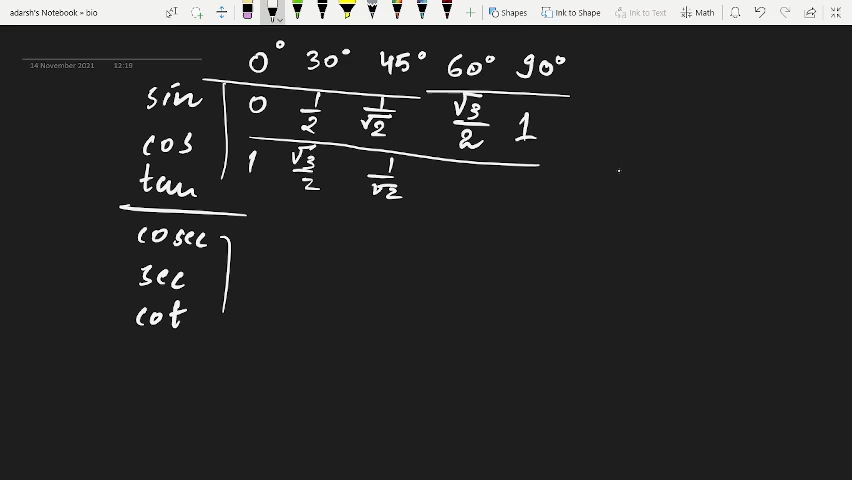 adarsh's Notebook » bio
Shapes Ink to Shape Ink to Text Math
14 November 2021 12:19
0° 30° 45° 60° 90°
sin 0 1/2 1/√2 √3/2 1
cos 1 √3/2 1/√2
tan
cosec
sec
cot